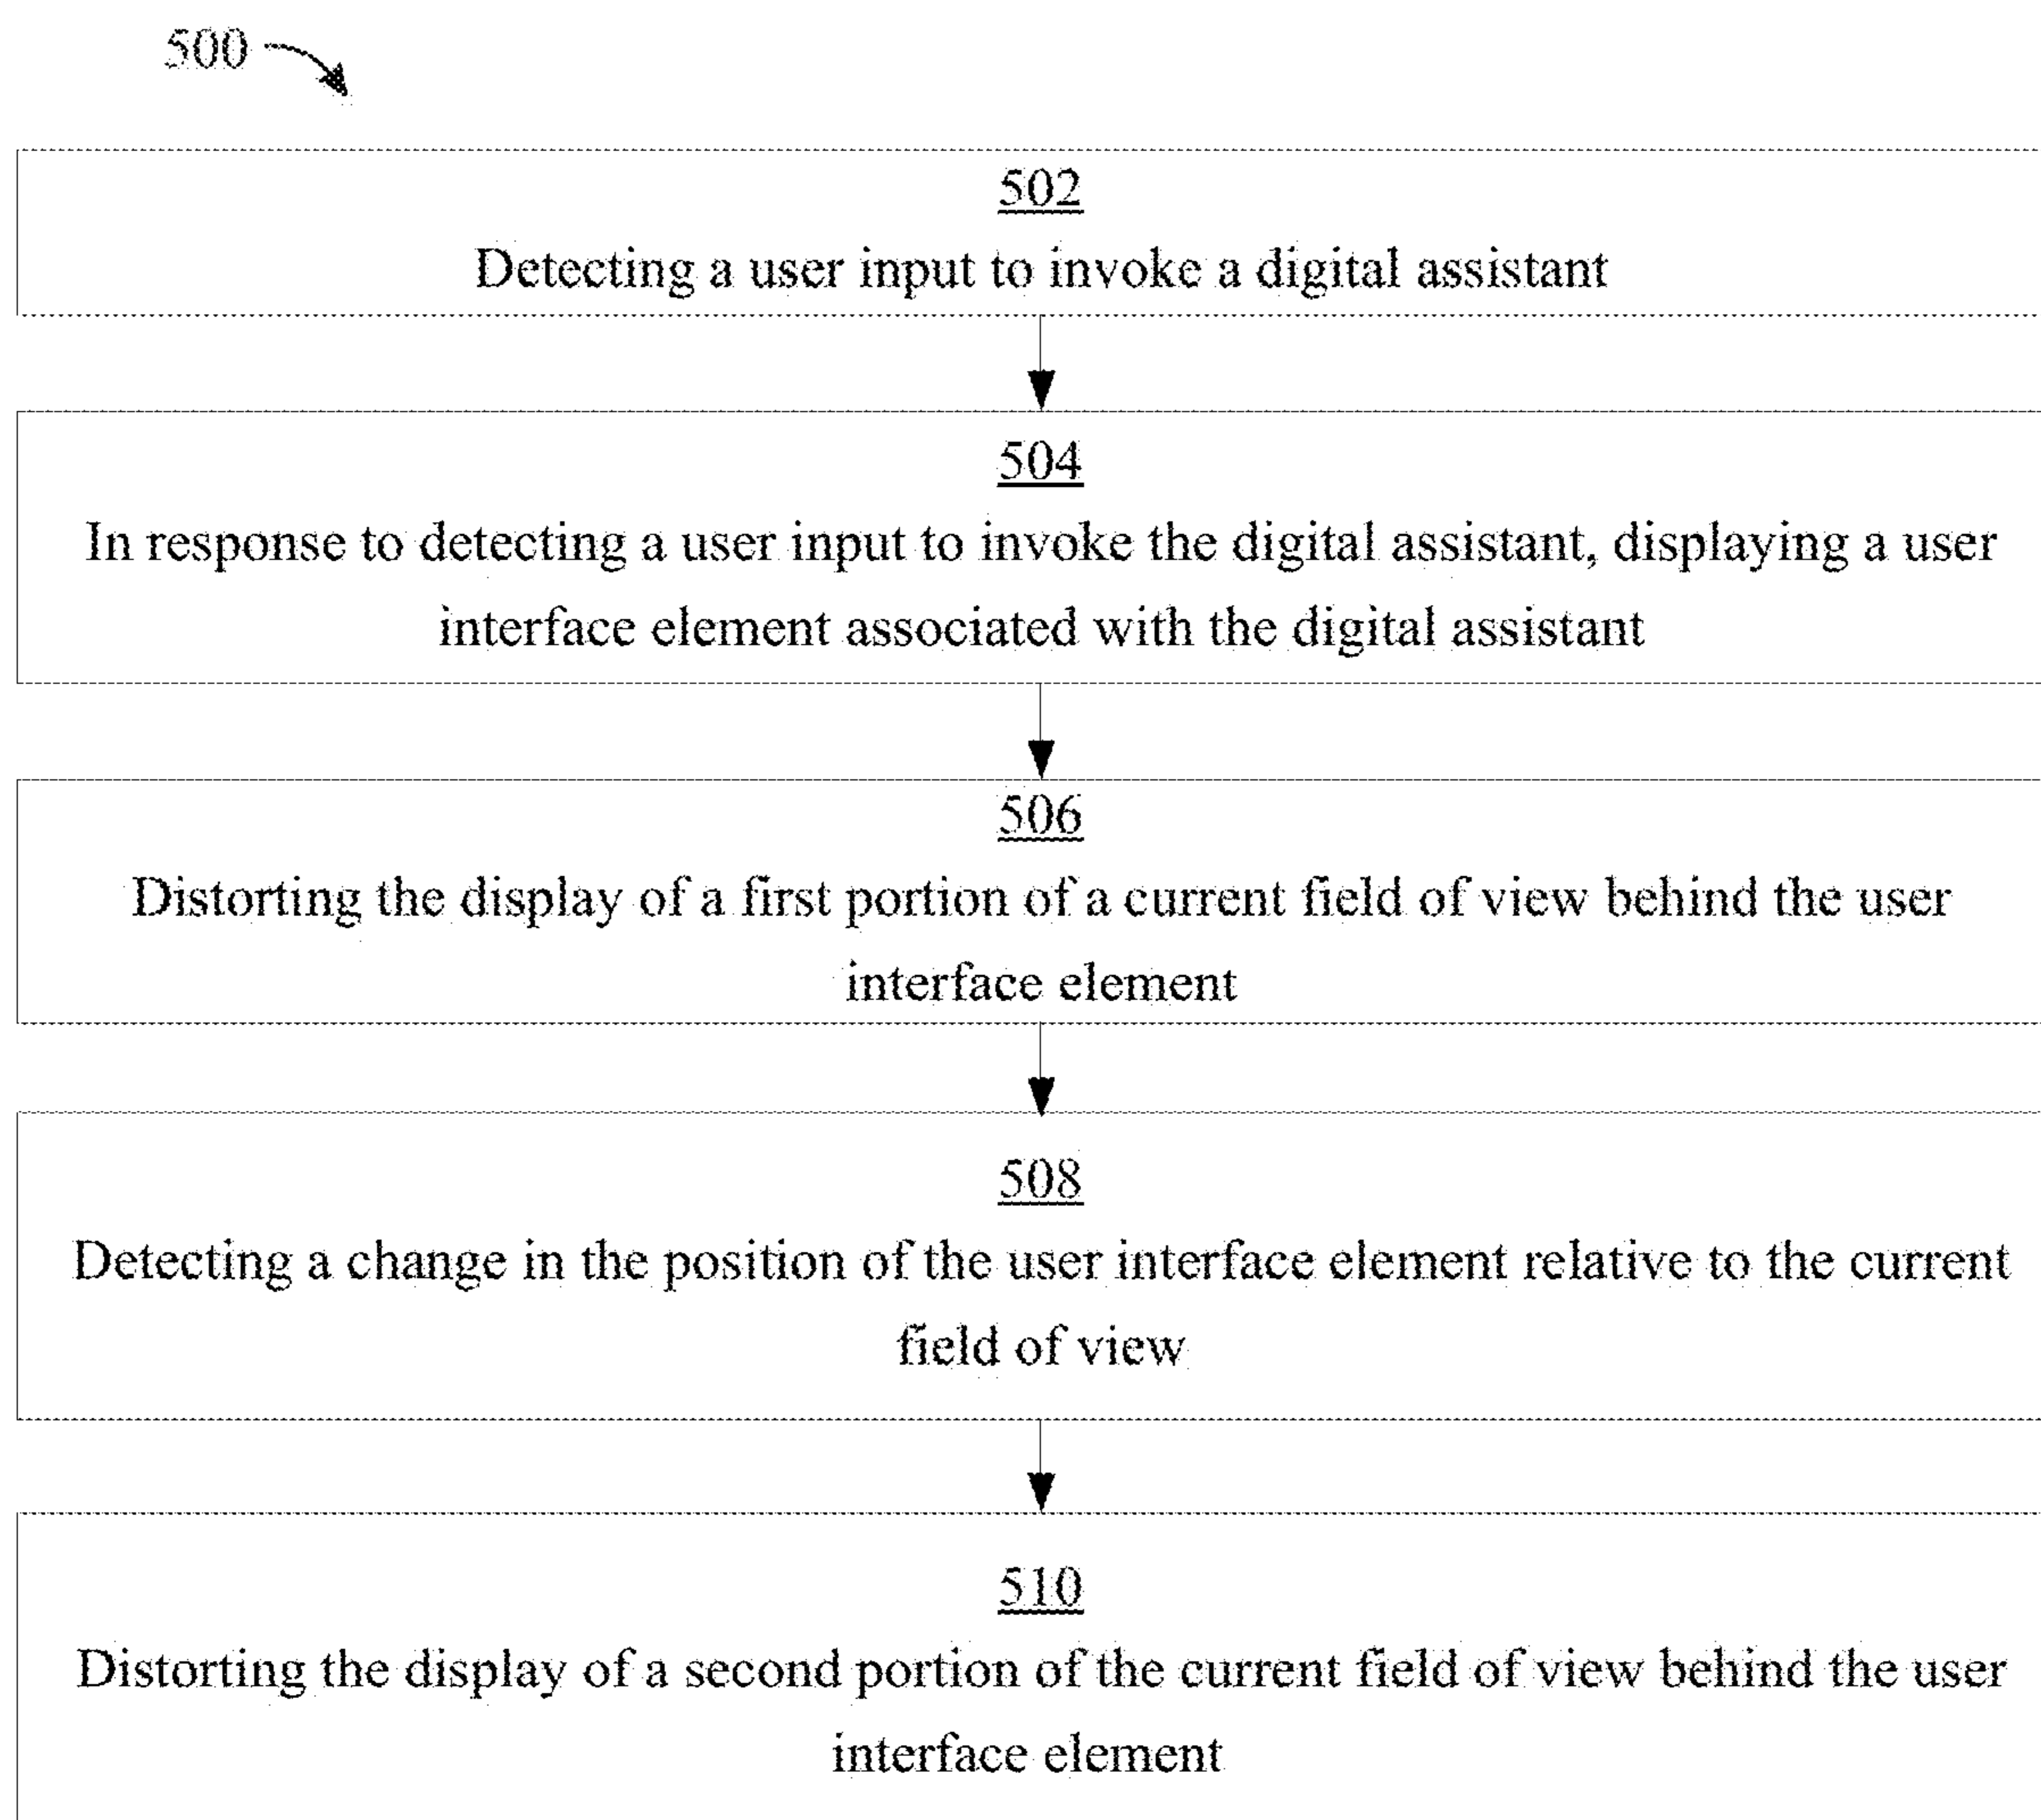 500
502
Detecting a user input to invoke a digital assistant
504
In response to detecting a user input to invoke the digital assistant, displaying a user
interface element associated with the digital assistant
506
Distorting the display of a first portion of a current field of view behind the user
interface element
508
Detecting a change in the position of the user interface element relative to the current
field of view
510
Distorting the display of a second portion of the current field of view behind the user
interface element